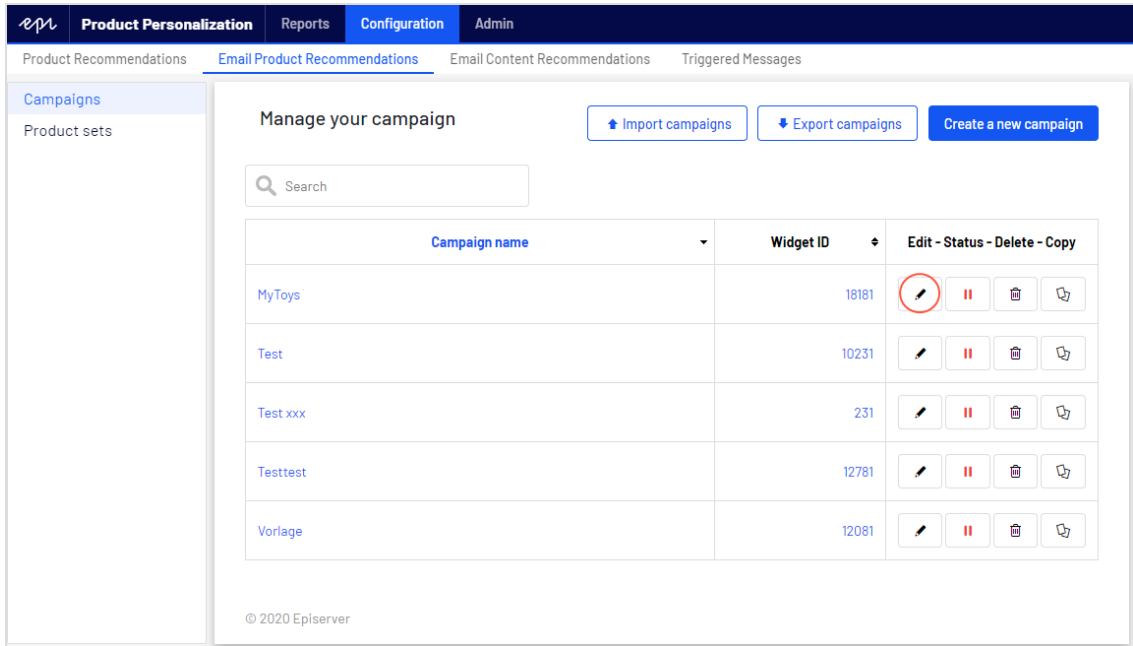 epi Product Personalization Reports Configuration Admin
Product Recommendations Email Product Recommendations Email Content Recommendations Triggered Messages
Campaigns
Product sets
Manage your campaign
Import campaigns Export campaigns Create a new campaign
Search
Campaign name Widget ID Edit - Status - Delete - Copy
MyToys 18181
Test 10231
Test xxx 231
Testtest 12781
Vorlage 12081
© 2020 Episerver